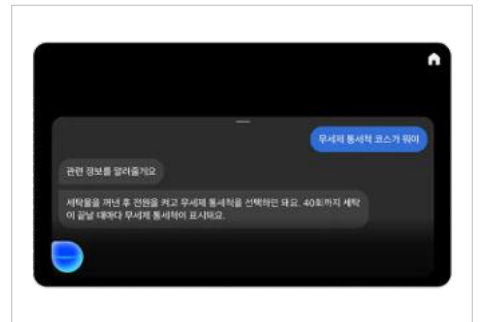 무세제 통세척 코스가 뭐야
관련 정보를 알려줄게요
세탁물을 꺼낸 후 전원을 켜고 무세제 통세척을 선택하면 돼요. 40회까지 세탁
이 끝날 때마다 무세제 통세척이 표시돼요.